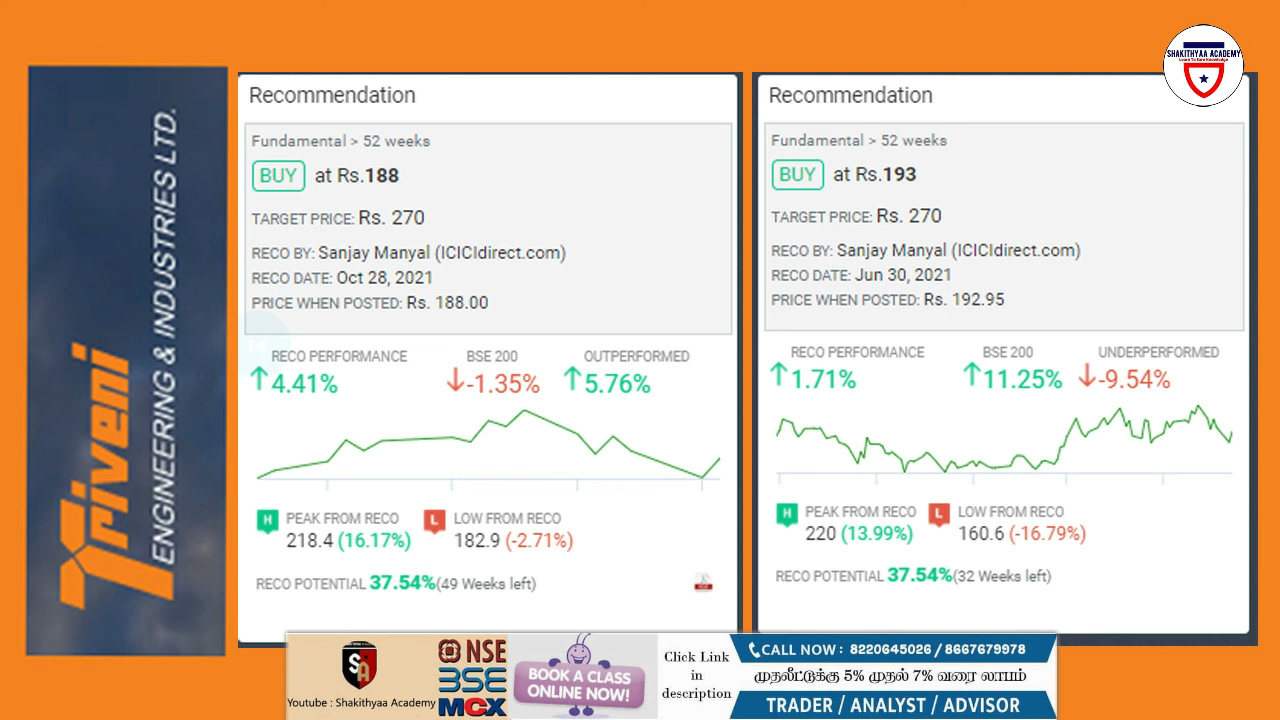 SHAKITHYAA ACADEMY
Learn To Earn Knowledge
Triveni
ENGINEERING & INDUSTRIES LTD.
Recommendation
Fundamental > 52 weeks
BUY at Rs.188
TARGET PRICE: Rs. 270
RECO BY: Sanjay Manyal (ICICIdirect.com)
RECO DATE: Oct 28, 2021
PRICE WHEN POSTED: Rs. 188.00
RECO PERFORMANCE BSE 200 OUTPERFORMED
4.41% -1.35% 5.76%
H PEAK FROM RECO L LOW FROM RECO
218.4 (16.17%) 182.9 (-2.71%)
RECO POTENTIAL 37.54%(49 Weeks left)
Recommendation
Fundamental > 52 weeks
BUY at Rs.193
TARGET PRICE: Rs. 270
RECO BY: Sanjay Manyal (ICICIdirect.com)
RECO DATE: Jun 30, 2021
PRICE WHEN POSTED: Rs. 192.95
RECO PERFORMANCE BSE 200 UNDERPERFORMED
1.71% 11.25% -9.54%
H PEAK FROM RECO L LOW FROM RECO
220 (13.99%) 160.6 (-16.79%)
RECO POTENTIAL 37.54%(32 Weeks left)
SA
Youtube : Shakithyaa Academy
NSE
BSE
MCX
BOOK A CLASS
ONLINE NOW!
Click Link
in
description
CALL NOW : 8220645026 / 8667679978
முதலீட்டுக்கு 5% முதல் 7% வரை லாபம்
TRADER / ANALYST / ADVISOR